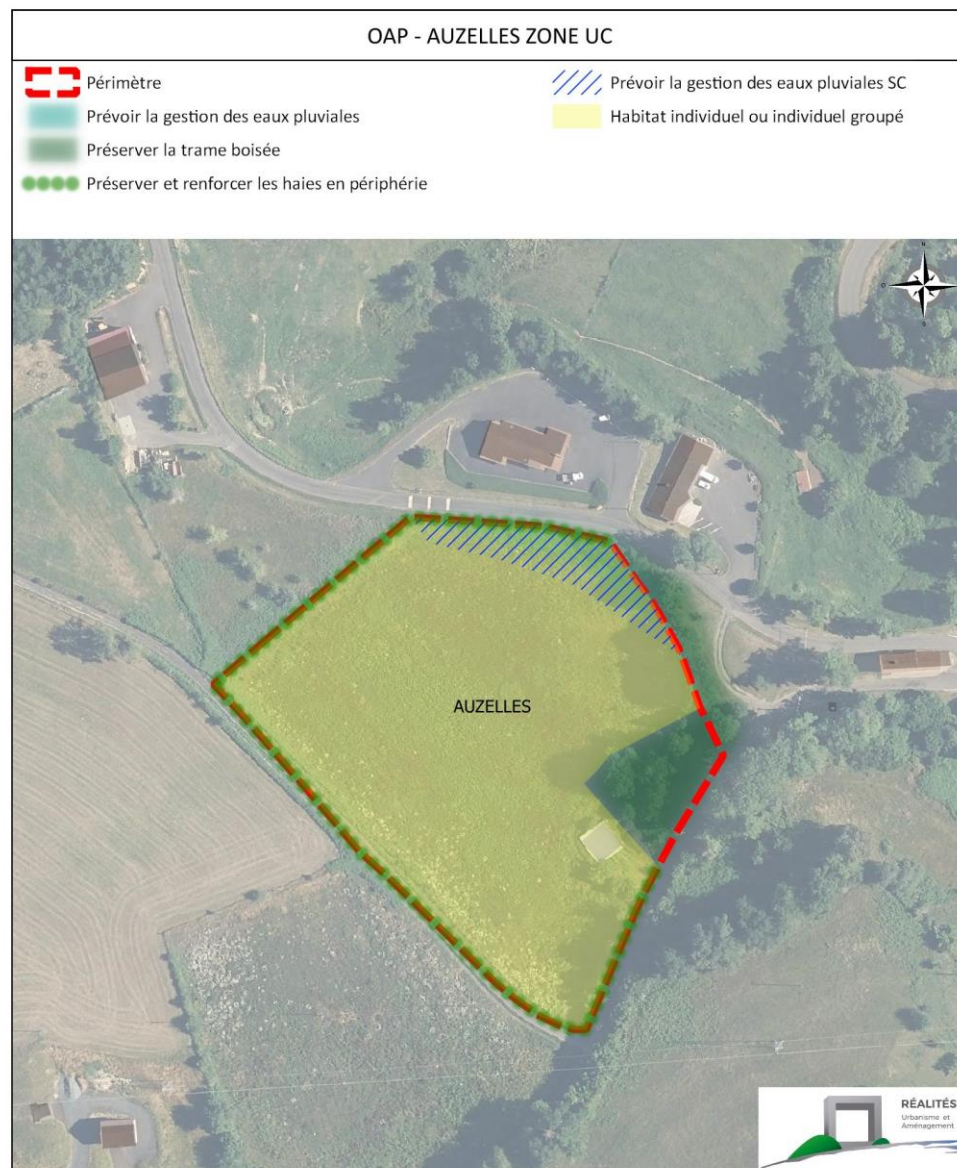 OAP - AUZELLES ZONE UC
Périmètre
Prévoir la gestion des eaux pluviales
Préserver la trame boisée
Préserver et renforcer les haies en périphérie
Prévoir la gestion des eaux pluviales SC
Habitat individuel ou individuel groupé
AUZELLES
RÉALITÉS
Urbanisme et
Aménagement